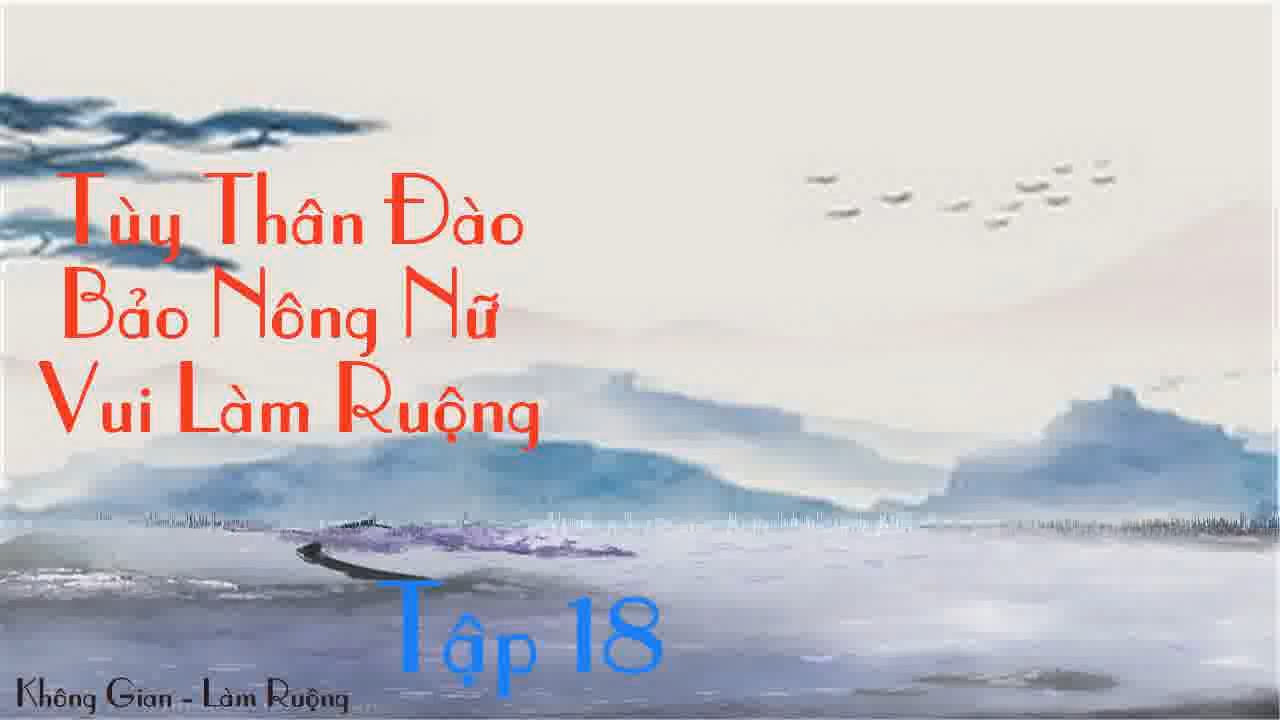 Tùy Thân Đào
Bảo Nông Nữ
Vui Làm Ruộng
Tập 18
Không Gian - Làm Ruộng